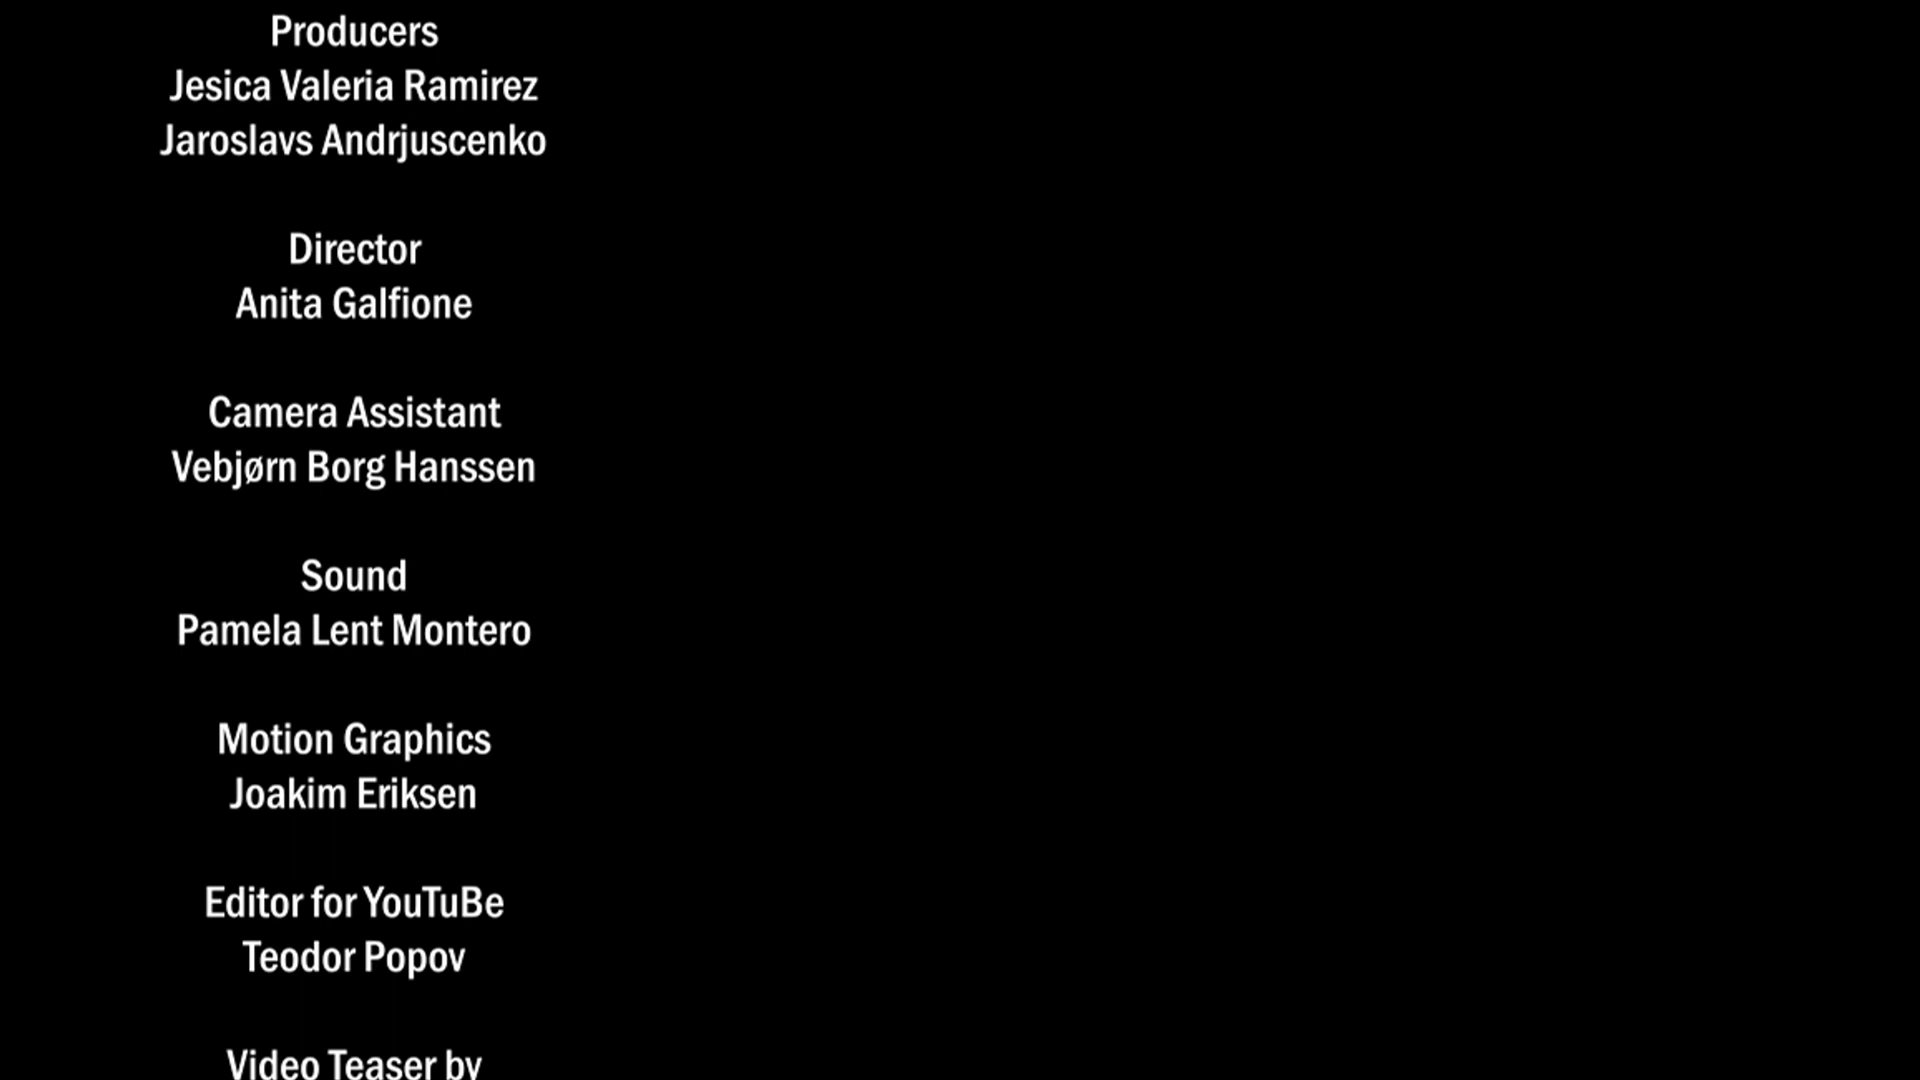 Producers
Jesica Valeria Ramirez
Jaroslavs Andrjuscenko
Director
Anita Galfione
Camera Assistant
Vebjørn Borg Hanssen
Sound
Pamela Lent Montero
Motion Graphics
Joakim Eriksen
Editor for YouTuBe
Teodor Popov
Video Teaser by